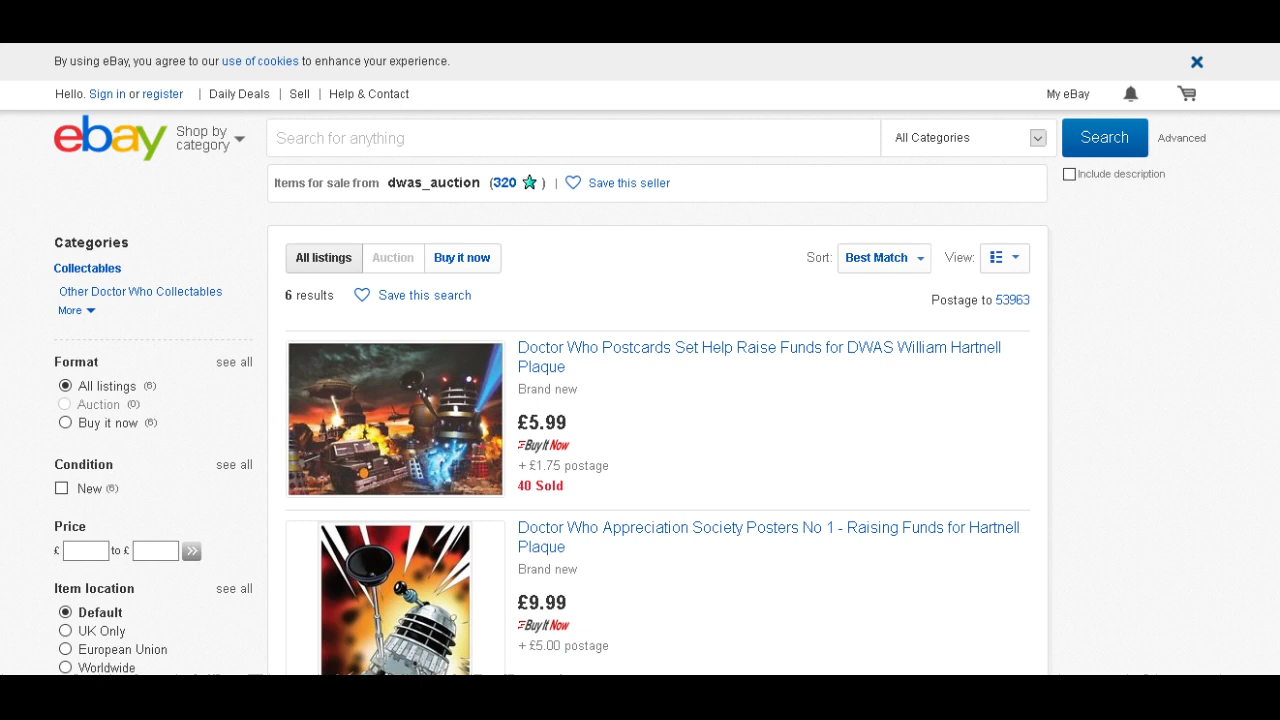 By using eBay, you agree to our use of cookies to enhance your experience.
Hello. Sign in or register | Daily Deals | Sell | Help & Contact
My eBay
ebay
Shop by category
Search for anything
All Categories
Search
Advanced
Items for sale from dwas_auction (320 ) | Save this seller
Include description
Categories
Collectables
Other Doctor Who Collectables
More
Format see all
All listings (6)
Auction (0)
Buy it now (6)
Condition see all
New (6)
Price
£ to £
Item location see all
Default
UK Only
European Union
Worldwide
All listings Auction Buy it now
Sort: Best Match View:
6 results Save this search
Postage to 53963
Doctor Who Postcards Set Help Raise Funds for DWAS William Hartnell
Plaque
Brand new
£5.99
Buy It Now
+ £1.75 postage
40 Sold
Doctor Who Appreciation Society Posters No 1 - Raising Funds for Hartnell
Plaque
Brand new
£9.99
Buy It Now
+ £5.00 postage